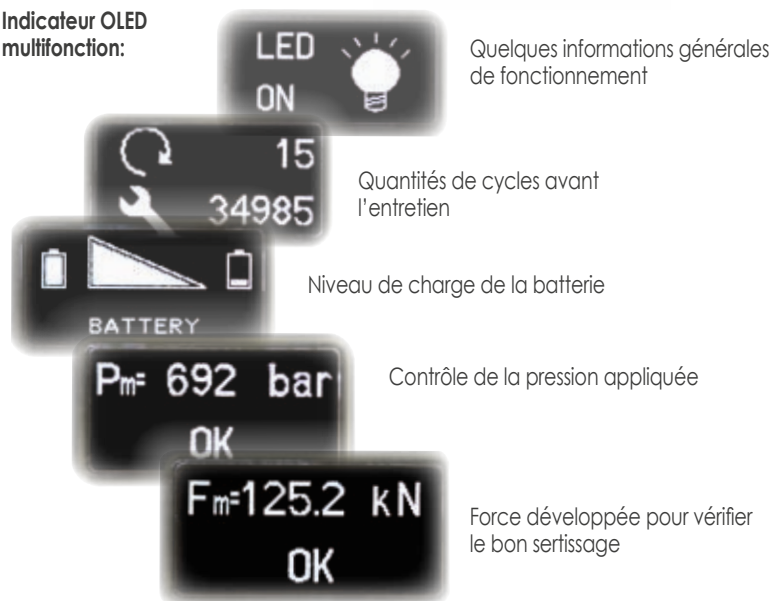 Indicateur OLED
multifonction:
LED
ON
Quelques informations générales
de fonctionnement
15
34985
Quantités de cycles avant
l'entretien
BATTERY
Niveau de charge de la batterie
Pm= 692 bar
OK
Contrôle de la pression appliquée
Fm=125.2 kN
OK
Force développée pour vérifier
le bon sertissage